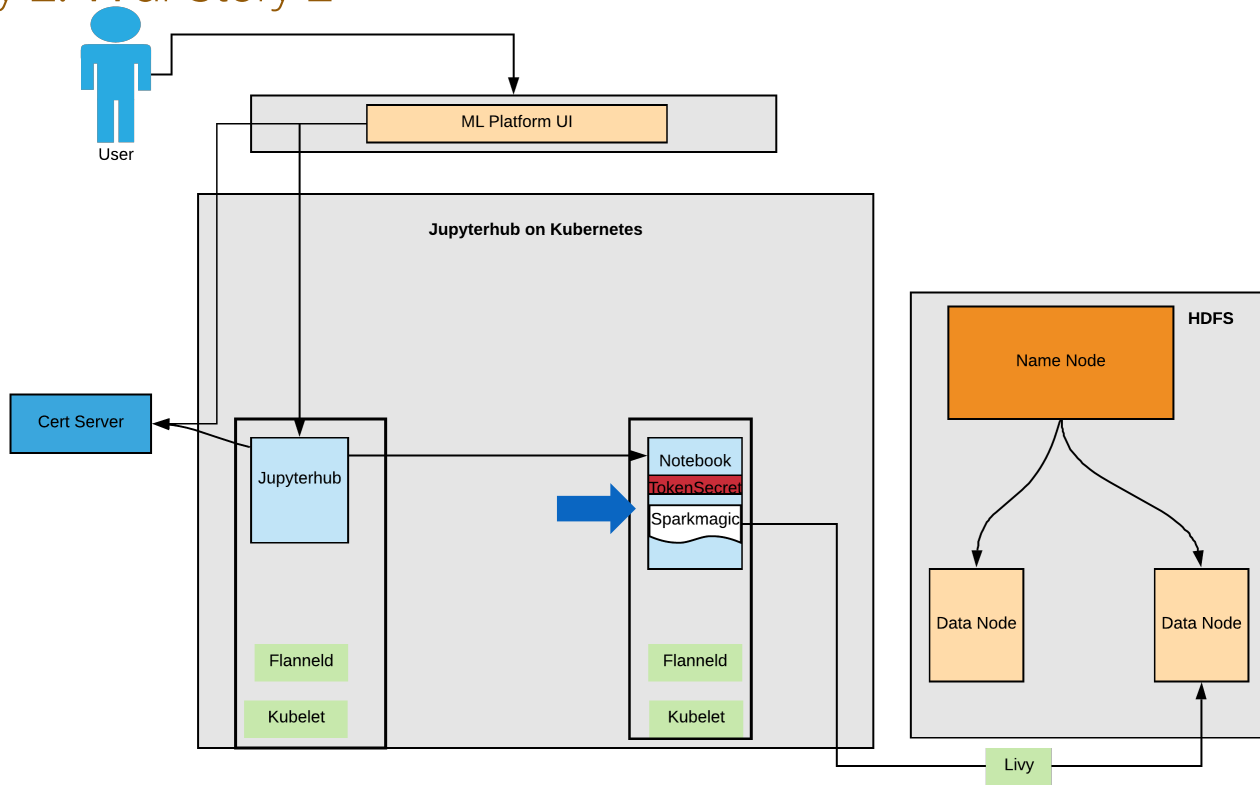 User
ML Platform UI
Jupyterhub on Kubernetes
HDFS
Name Node
Cert Server
Jupyterhub
Notebook
TokenSecret
Sparkmagic
Data Node
Data Node
Flanneld
Flanneld
Kubelet
Kubelet
Livy